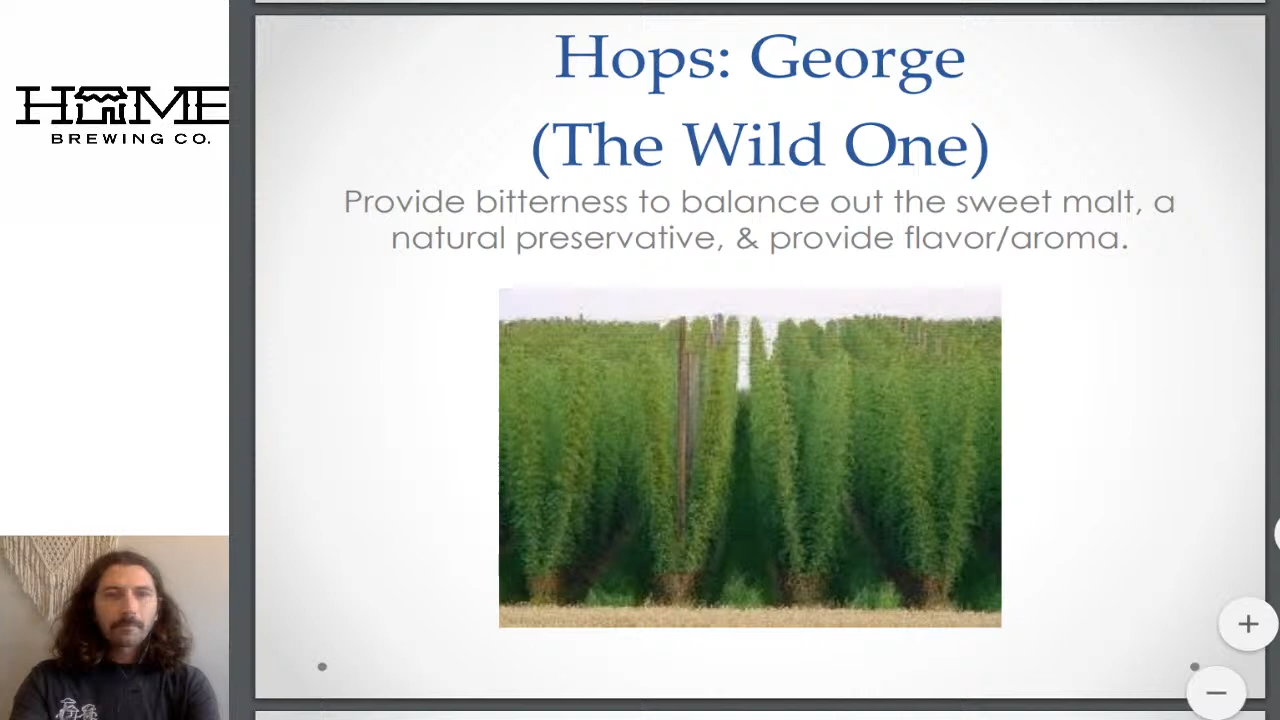 HOME
BREWING CO.
Hops: George
(The Wild One)
Provide bitterness to balance out the sweet malt, a
natural preservative, & provide flavor/aroma.